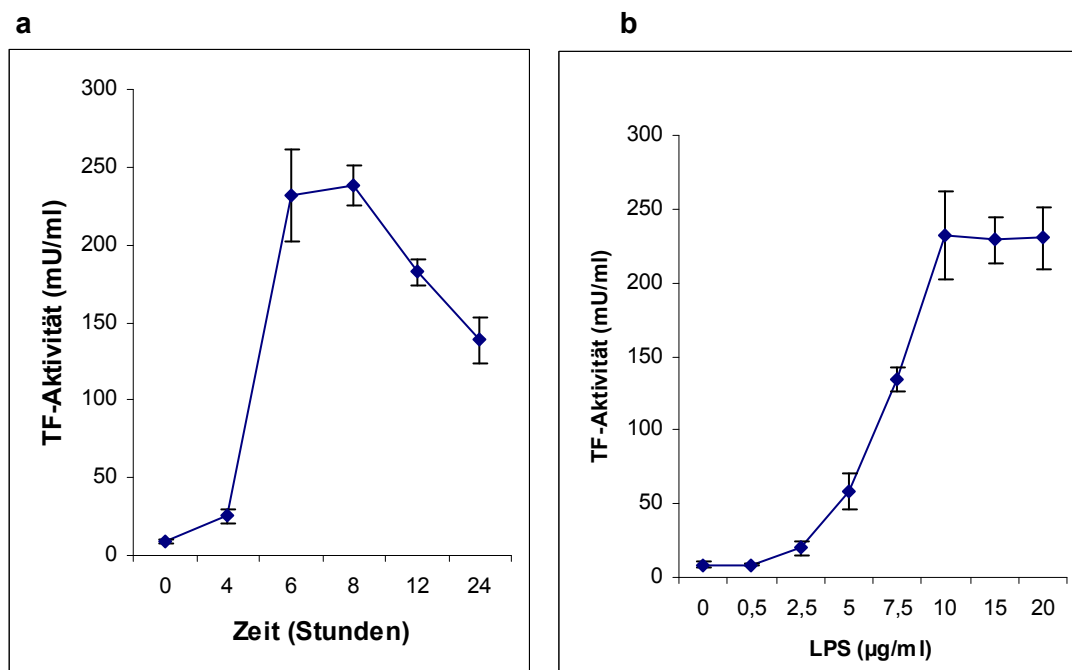 a
300
250
200
150
100
50
0
TF-Aktivität (mU/ml)
0 4 6 8 12 24
Zeit (Stunden)
b
300
250
200
150
100
50
0
TF-Aktivität (mU/ml)
0 0,5 2,5 5 7,5 10 15 20
LPS (µg/ml)